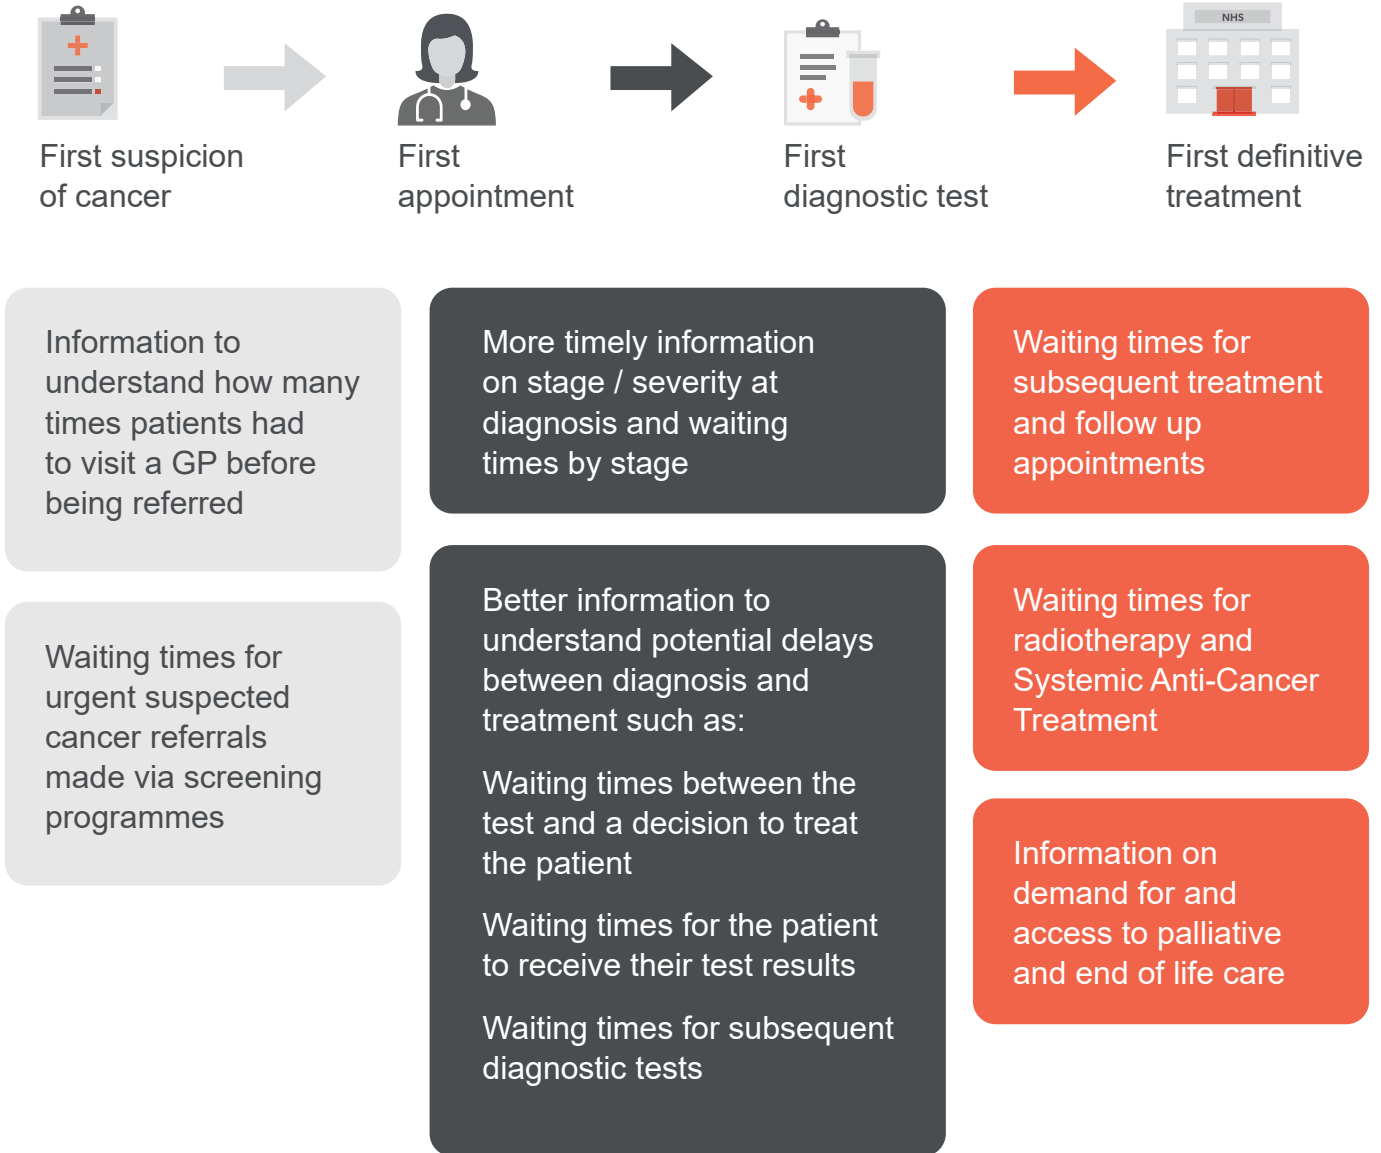 NHS
First suspicion
of cancer
First
appointment
First
diagnostic test
First definitive
treatment
Information to
understand how many
times patients had
to visit a GP before
being referred
Waiting times for
urgent suspected
cancer referrals
made via screening
programmes
More timely information
on stage / severity at
diagnosis and waiting
times by stage
Better information to
understand potential delays
between diagnosis and
treatment such as:
Waiting times between the
test and a decision to treat
the patient
Waiting times for the patient
to receive their test results
Waiting times for subsequent
diagnostic tests
Waiting times for
subsequent treatment
and follow up
appointments
Waiting times for
radiotherapy and
Systemic Anti-Cancer
Treatment
Information on
demand for and
access to palliative
and end of life care